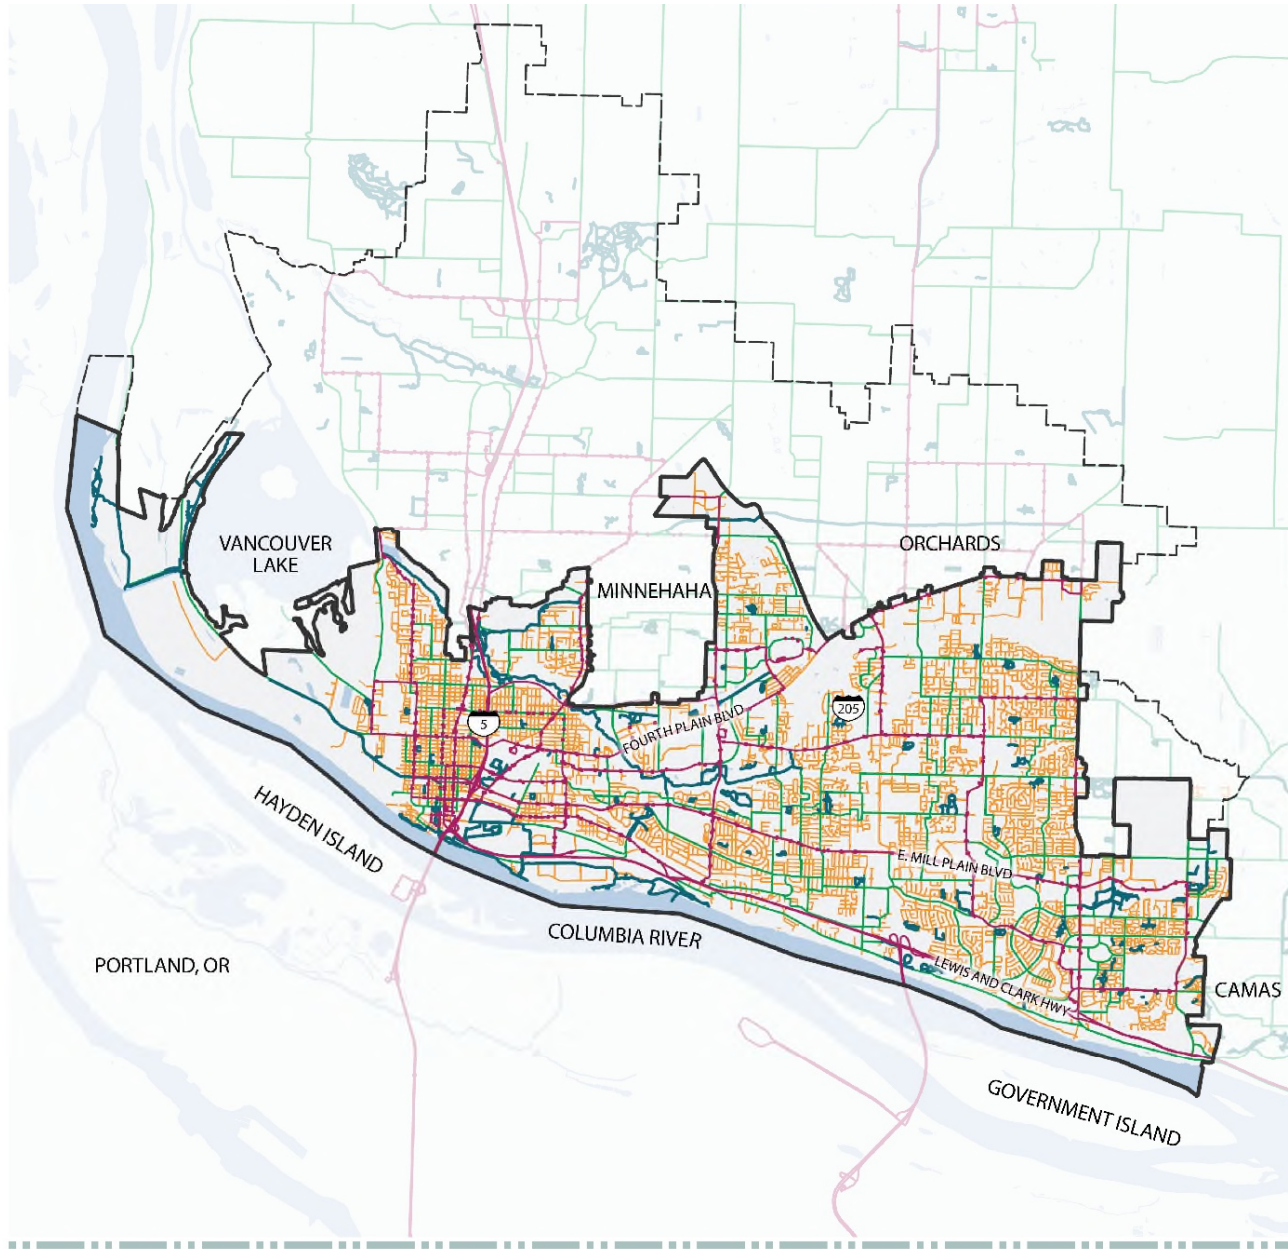 VANCOUVER
LAKE
ORCHARDS
MINNEHAHA
5
FOURTH PLAIN BLVD
205
HAYDEN ISLAND
E. MILL PLAIN BLVD
COLUMBIA RIVER
PORTLAND, OR
LEWIS AND CLARK HWY
CAMAS
GOVERNMENT ISLAND